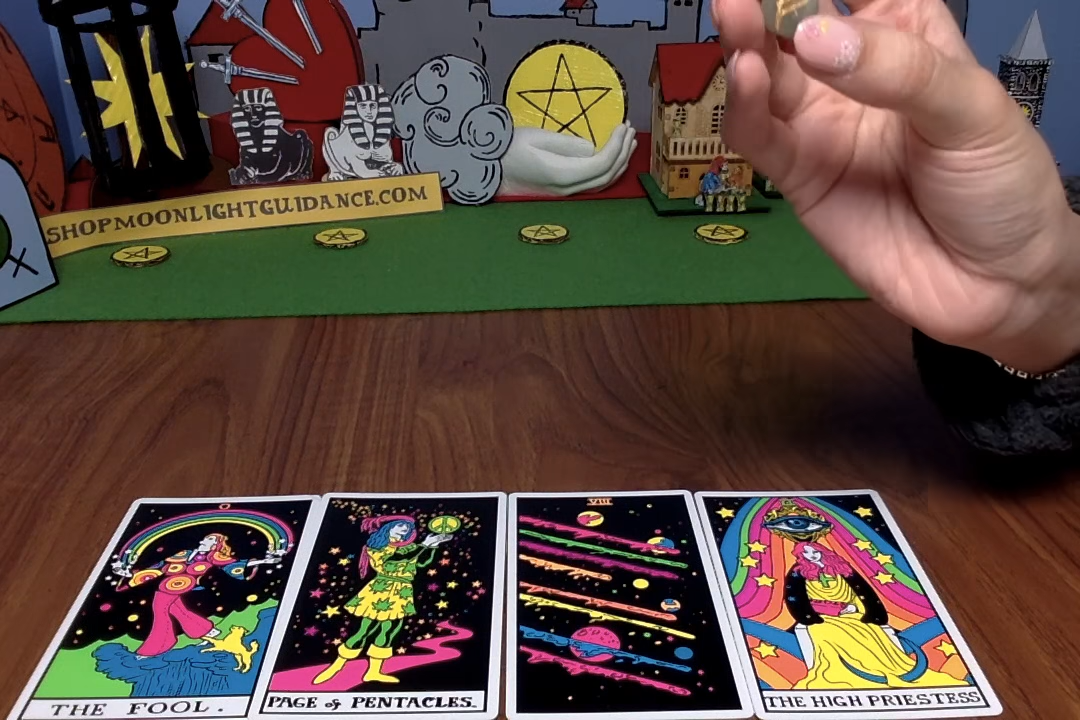 SHOPMOONLIGHTGUIDANCE.COM
0
THE FOOL.
PAGE of PENTACLES.
VIII
THE HIGH PRIESTESS